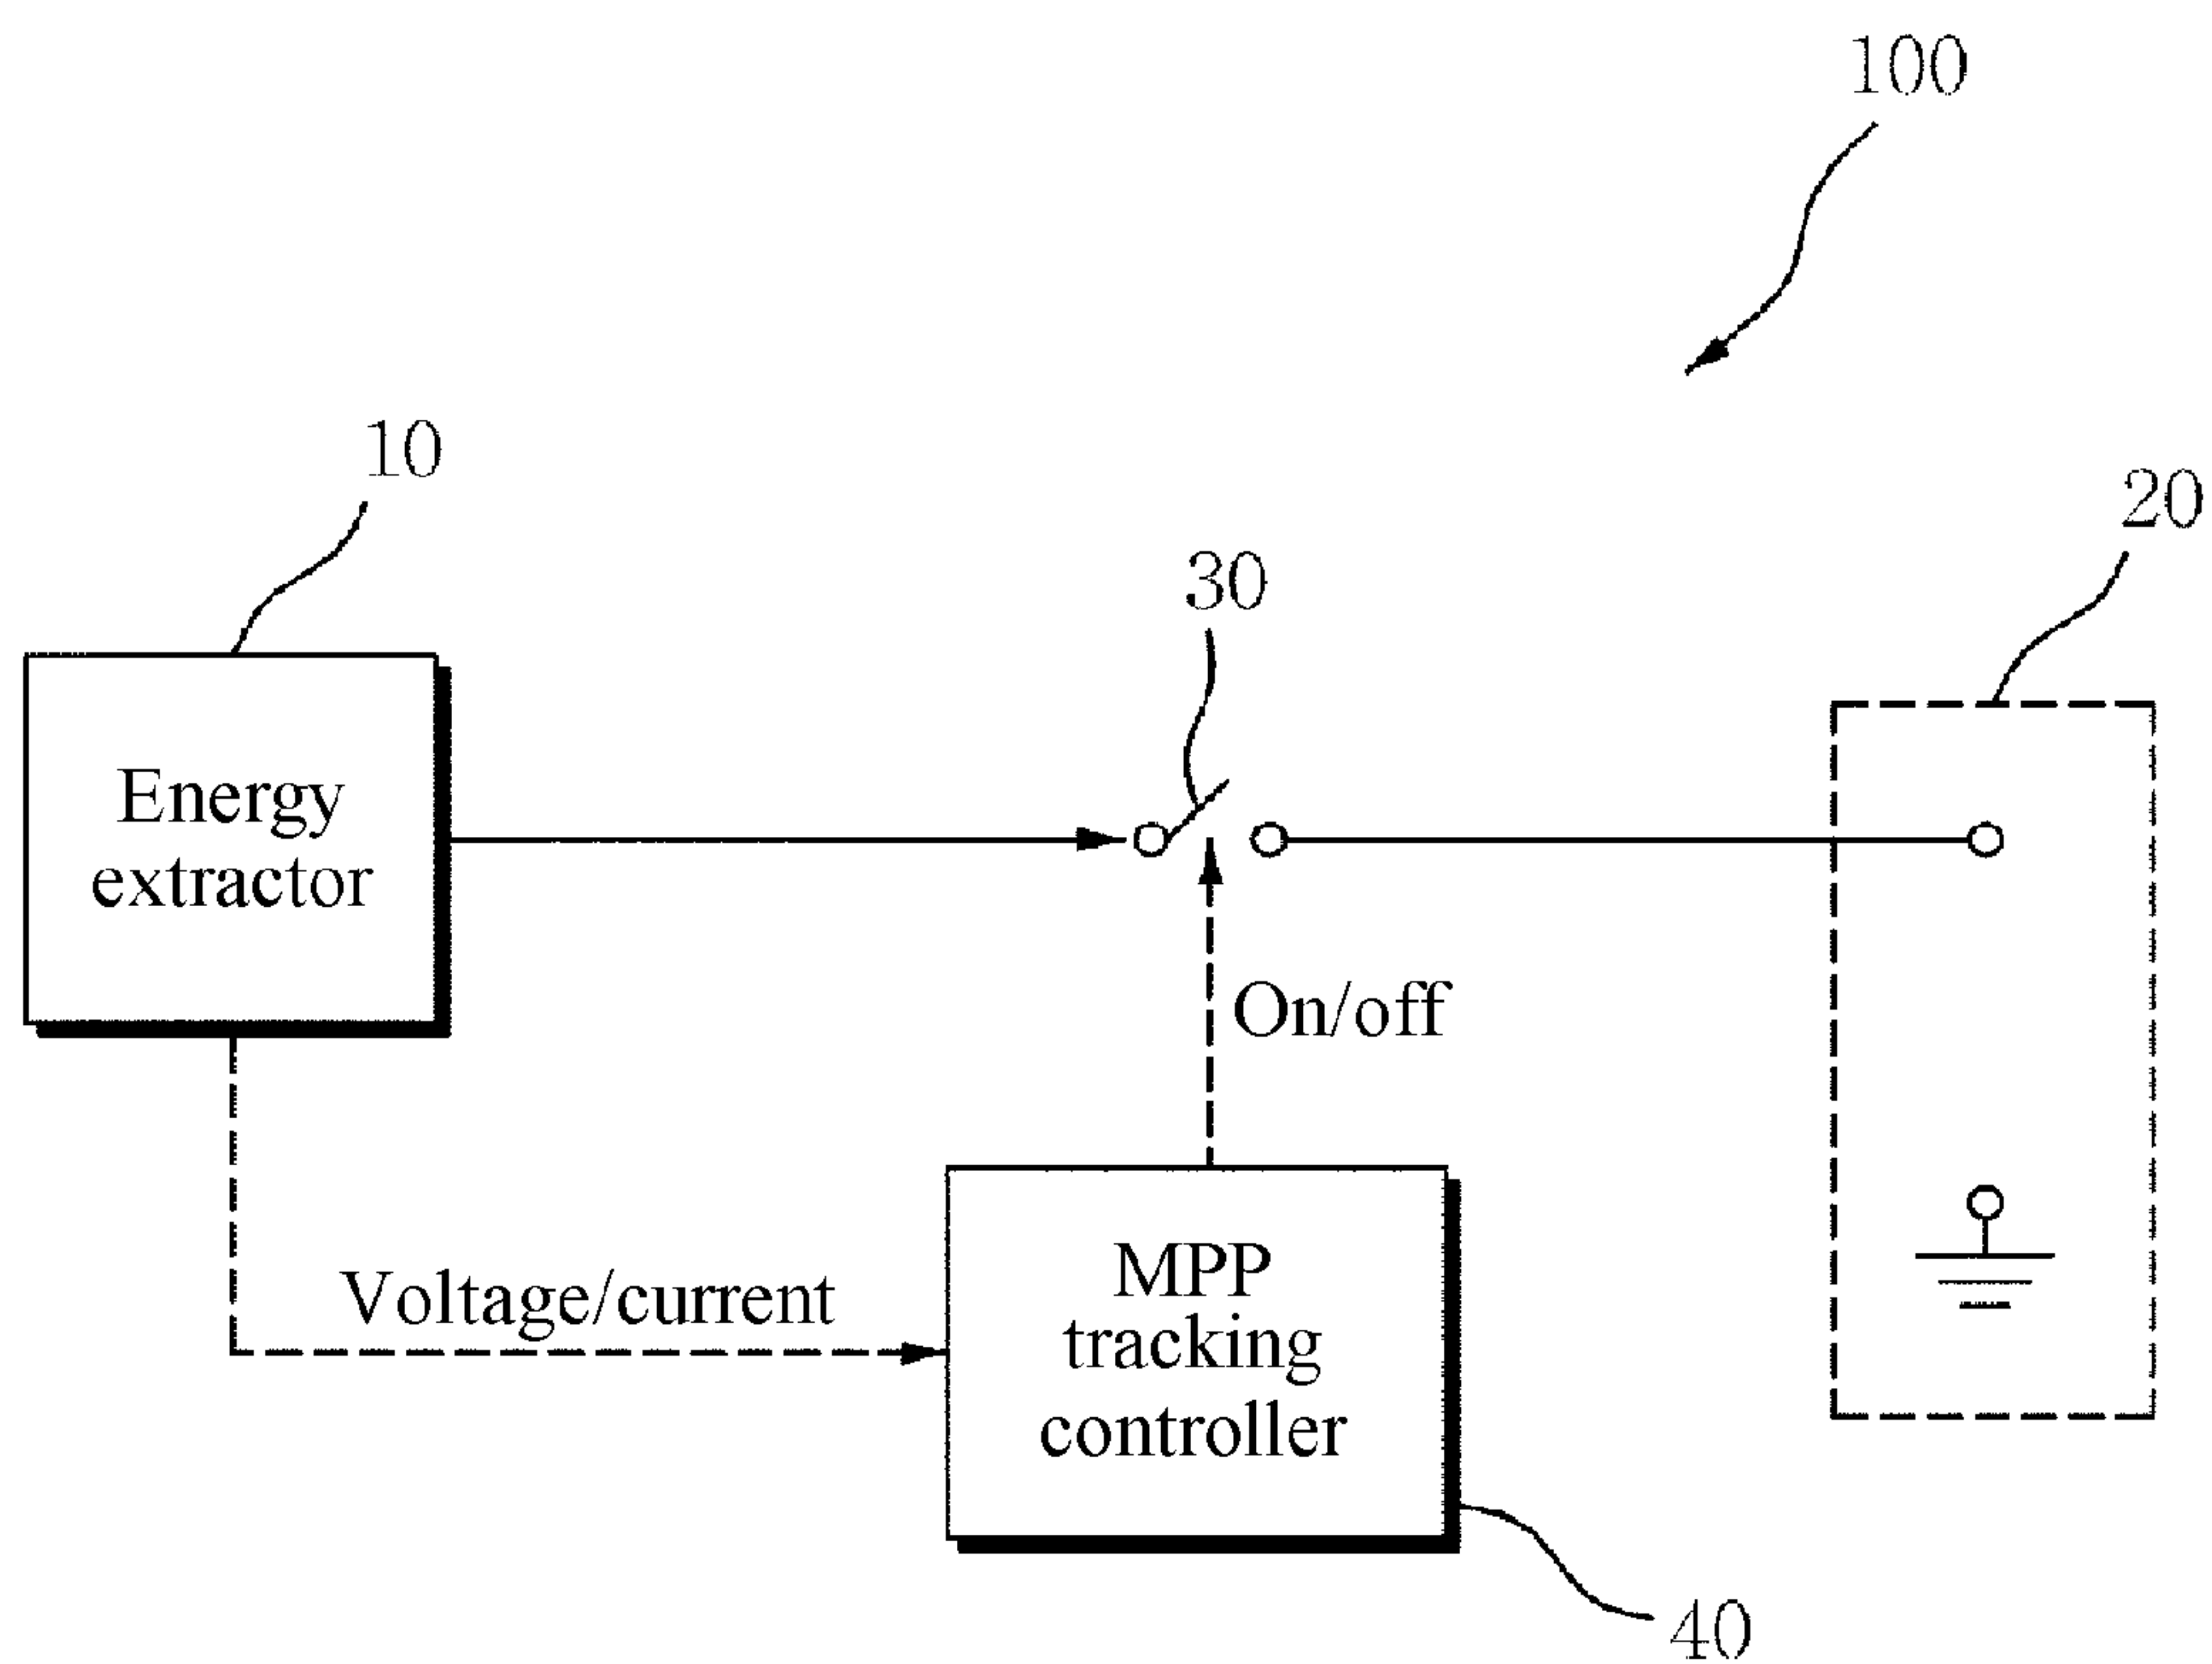 100
10
20
30
Energy
extractor
On/off
Voltage/current
MPP
tracking
controller
40